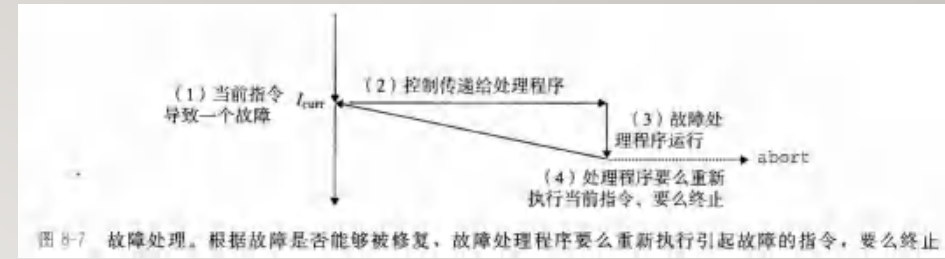 (1)当前指令
导致一个故障
I_curr
(2)控制传递给处理程序
(3)故障处
理程序运行
abort
(4)处理程序要么重新
执行当前指令、要么终止
图 8-7 故障处理。根据故障是否能够被修复、故障处理程序要么重新执行引起故障的指令,要么终止